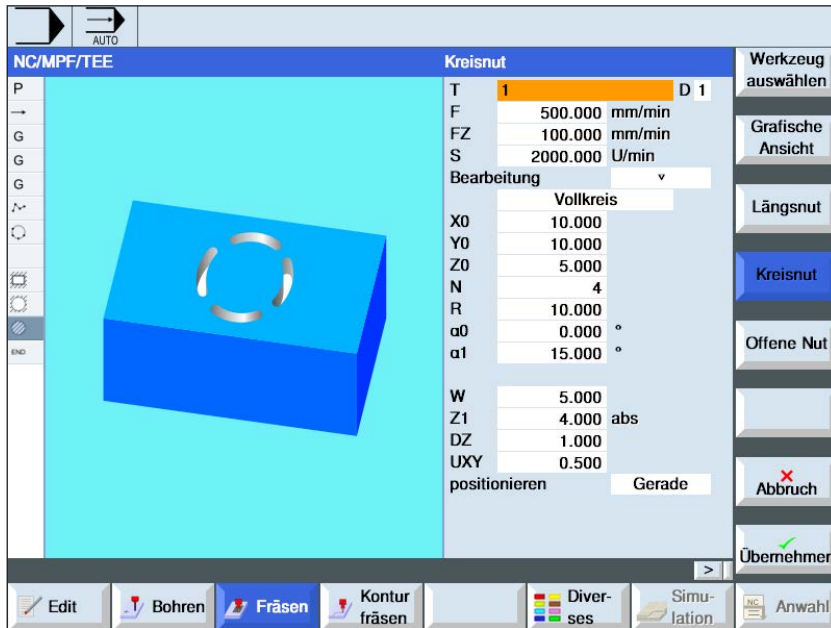 AUTO
NC/MPF/TEE
Kreisnut
P
G
G
G
END
T 1 D 1
F 500.000 mm/min
FZ 100.000 mm/min
S 2000.000 U/min
Bearbeitung ▿
Vollkreis
X0 10.000
Y0 10.000
Z0 5.000
N 4
R 10.000
α0 0.000 °
α1 15.000 °
W 5.000
Z1 4.000 abs
DZ 1.000
UXY 0.500
positionieren Gerade
>
Werkzeug
auswählen
Grafische
Ansicht
Längsnut
Kreisnut
Offene Nut
Abbruch
Übernehmen
Edit
Bohren
Fräsen
Kontur
fräsen
Diver-
ses
Simu-
lation
NC
Anwahl